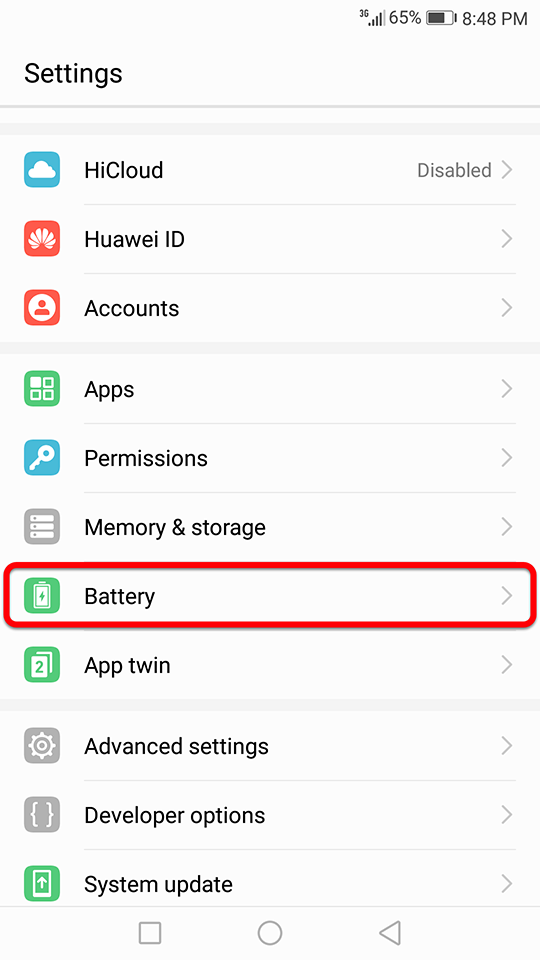 3G 65% 8:48 PM
Settings
HiCloud Disabled
Huawei ID
Accounts
Apps
Permissions
Memory & storage
Battery
2 App twin
Advanced settings
{ } Developer options
System update